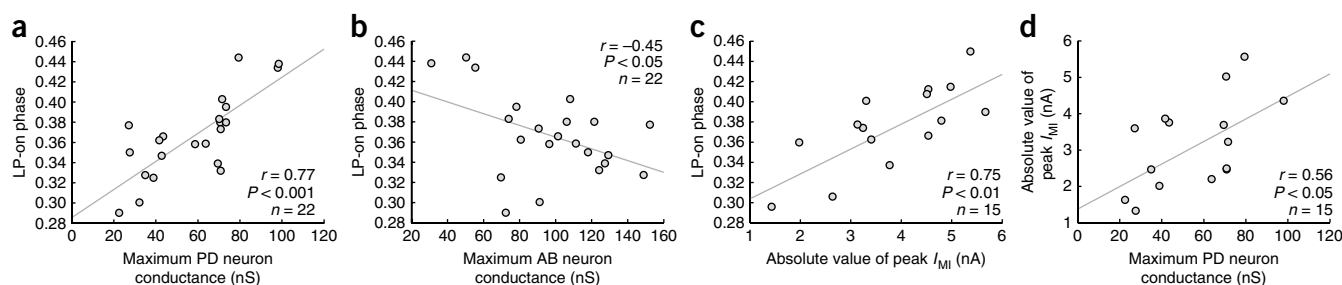 a
0.46
0.44
0.42
0.40
0.38
0.36
0.34
0.32
0.30
0.28
LP-on phase
r = 0.77
P < 0.001
n = 22
0 20 40 60 80 100 120
Maximum PD neuron
conductance (nS)
b
0.46
0.44
0.42
0.40
0.38
0.36
0.34
0.32
0.30
0.28
LP-on phase
r = –0.45
P < 0.05
n = 22
20 40 60 80 100 120 140 160
Maximum AB neuron
conductance (nS)
c
0.46
0.44
0.42
0.40
0.38
0.36
0.34
0.32
0.30
0.28
LP-on phase
r = 0.75
P < 0.01
n = 15
1 2 3 4 5 6
Absolute value of peak IMI (nA)
d
6
5
4
3
2
1
Absolute value of
peak IMI (nA)
r = 0.56
P < 0.05
n = 15
0 20 40 60 80 100 120
Maximum PD neuron
conductance (nS)